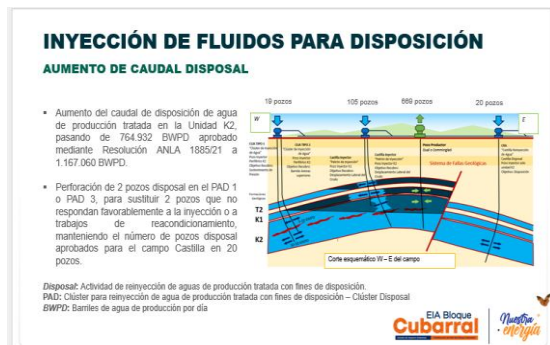 INYECCIÓN DE FLUIDOS PARA DISPOSICIÓN
AUMENTO DE CAUDAL DISPOSAL
▪ Aumento del caudal de disposición de agua
de producción tratada en la Unidad K2,
pasando de 764.932 BWPD aprobado
mediante Resolución ANLA 1885/21 a
1.167.060 BWPD.
▪ Perforación de 2 pozos disposal en el PAD 1
o PAD 3, para sustituir 2 pozos que no
respondan favorablemente a la inyección o a
trabajos de reacondicionamiento,
manteniendo el número de pozos disposal
aprobados para el campo Castilla en 20
pozos.
19 pozos 105 pozos 669 pozos 20 pozos
W E
Sistema de Fallas Geológicas
T2
K1
K2
Corte esquemático W – E del campo
Disposal: Actividad de reinyección de aguas de producción tratada con fines de disposición.
PAD: Clúster para reinyección de agua de producción tratada con fines de disposición – Clúster Disposal
BWPD: Barriles de agua de producción por día
EIA Bloque
Cubarral
Nuestra
energía